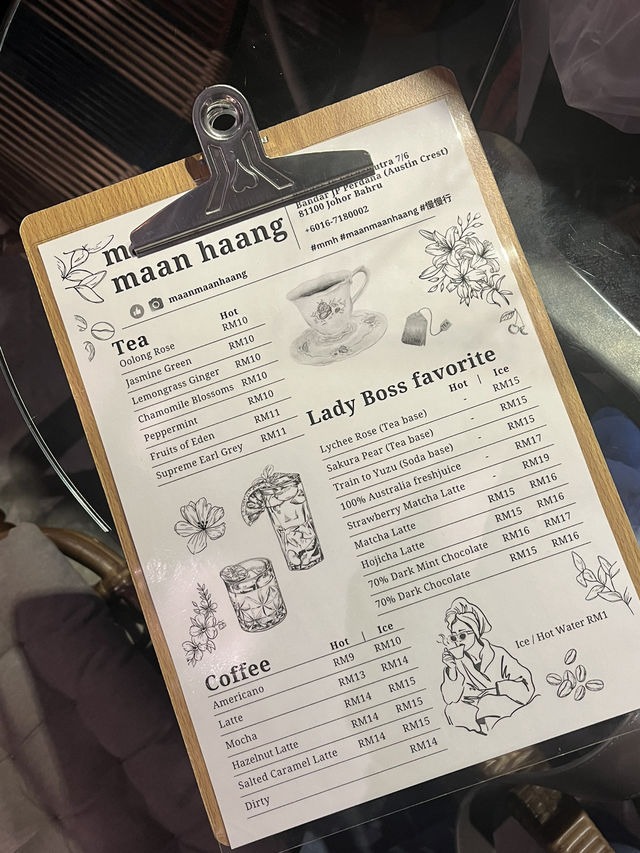 utra 7/6
Bandar JP Perdana (Austin Crest)
81100 Johor Bahru
+6016-7180002
#mmh #maanmaanhaang #慢慢行
maan haang
maanmaanhaang
Tea Hot
Oolong Rose RM10
Jasmine Green RM10
Lemongrass Ginger RM10
Chamomile Blossoms RM10
Peppermint RM10
Fruits of Eden RM11
Supreme Earl Grey RM11
Lady Boss favorite
Hot | Ice
Lychee Rose (Tea base) - RM15
Sakura Pear (Tea base) - RM15
Train to Yuzu (Soda base) - RM15
100% Australia freshjuice - RM17
Strawberry Matcha Latte - RM19
Matcha Latte RM15 RM16
Hojicha Latte RM15 RM16
70% Dark Mint Chocolate RM16 RM17
70% Dark Chocolate RM15 RM16
Coffee Hot | Ice
Americano RM9 RM10
Latte RM13 RM14
Mocha RM14 RM15
Hazelnut Latte RM14 RM15
Salted Caramel Latte RM14 RM15
Dirty RM14
Ice / Hot Water RM1